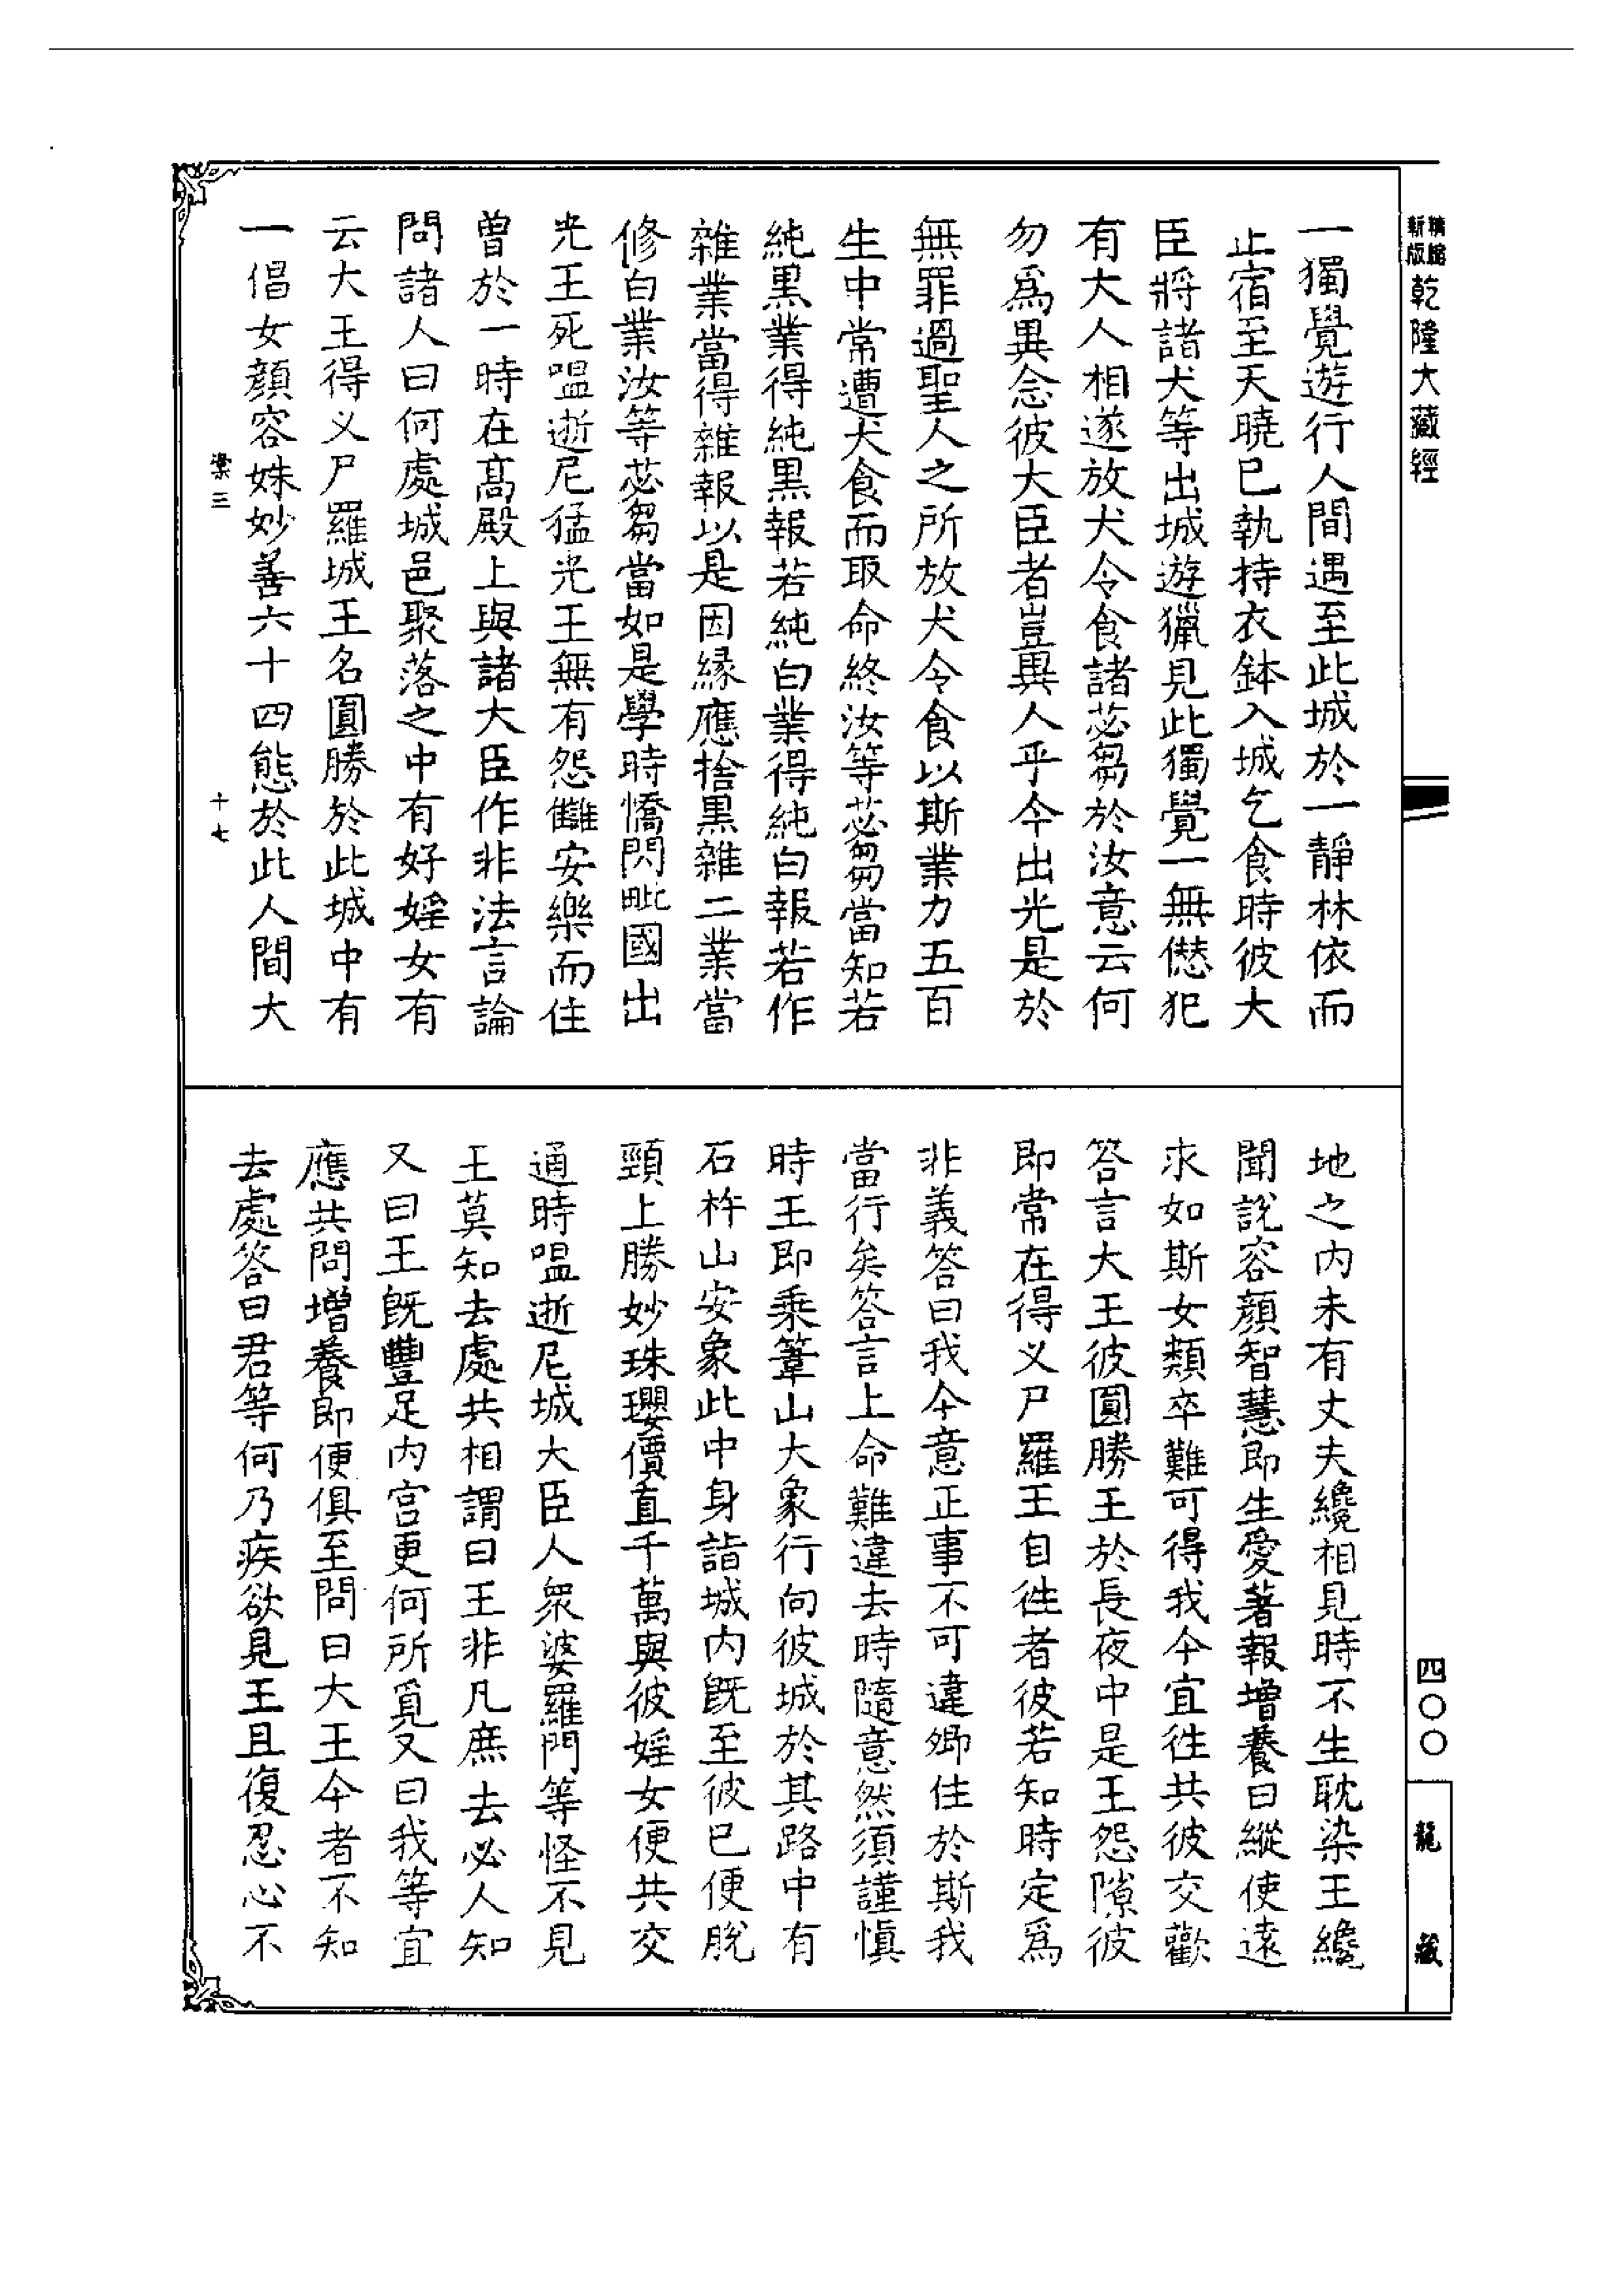 新版
精縮
乾隆大藏經
一獨覺遊行人間遇至此城於一靜林依而
止宿至天曉已執持衣鉢入城乞食時彼大
臣將諸犬等出城遊獵見此獨覺一無愆犯
有大人相遂放犬令食諸苾芻於汝意云何
勿爲異念彼大臣者豈異人乎今出光是於
無罪過聖人之所放犬令食以斯業力五百
生中常遭犬食而取命終汝等苾芻當知若
純黒業得純黒報若純白業得純白報若作
雜業當得雜報以是因緣應捨黒雜二業當
修白業汝等苾芻當如是學時憍閃毗國出
光王死嗢逝尼猛光王無有怨讎安樂而住
曾於一時在髙殿上與諸大臣作非法言論
問諸人曰何處城邑聚落之中有好婬女有
云大王得叉尸羅城王名圓勝於此城中有
一倡女顏容姝妙善六十四態於此人間大
樂三
十七
地之內未有丈夫纔相見時不生耽染王纔
聞說容顏智慧即生愛著報增養曰縱使遠
求如斯女類卒難可得我今宜徃共彼交歡
答言大王彼圓勝王於長夜中是王怨隙彼
即常在得叉尸羅王自徃者彼若知時定爲
非義答曰我今意正事不可違卿住於斯我
當行矣答言上命難違去時隨意然須謹慎
時王即乘葦山大象行向彼城於其路中有
石杵山安象此中身詣城內旣至彼已便脫
頸上勝妙珠瓔價直千萬與彼婬女便共交
通時嗢逝尼城大臣人衆婆羅門等怪不見
王莫知去處共相謂曰王非凡庶去必人知
又曰王旣豐足內宮更何所覓又曰我等宜
應共問增養即便俱至問曰大王今者不知
去處答曰君等何乃疾欲見王且復忍心不
四〇〇
龍
藏